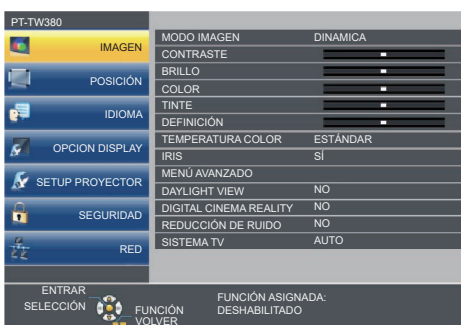 PT-TW380
IMAGEN
POSICIÓN
IDIOMA
OPCION DISPLAY
SETUP PROYECTOR
SEGURIDAD
RED
MODO IMAGEN DINAMICA
CONTRASTE
BRILLO
COLOR
TINTE
DEFINICIÓN
TEMPERATURA COLOR ESTÁNDAR
IRIS SÍ
MENÚ AVANZADO
DAYLIGHT VIEW NO
DIGITAL CINEMA REALITY NO
REDUCCIÓN DE RUIDO NO
SISTEMA TV AUTO
ENTRAR
SELECCIÓN
FUNCIÓN
VOLVER
FUNCIÓN ASIGNADA:
DESHABILITADO